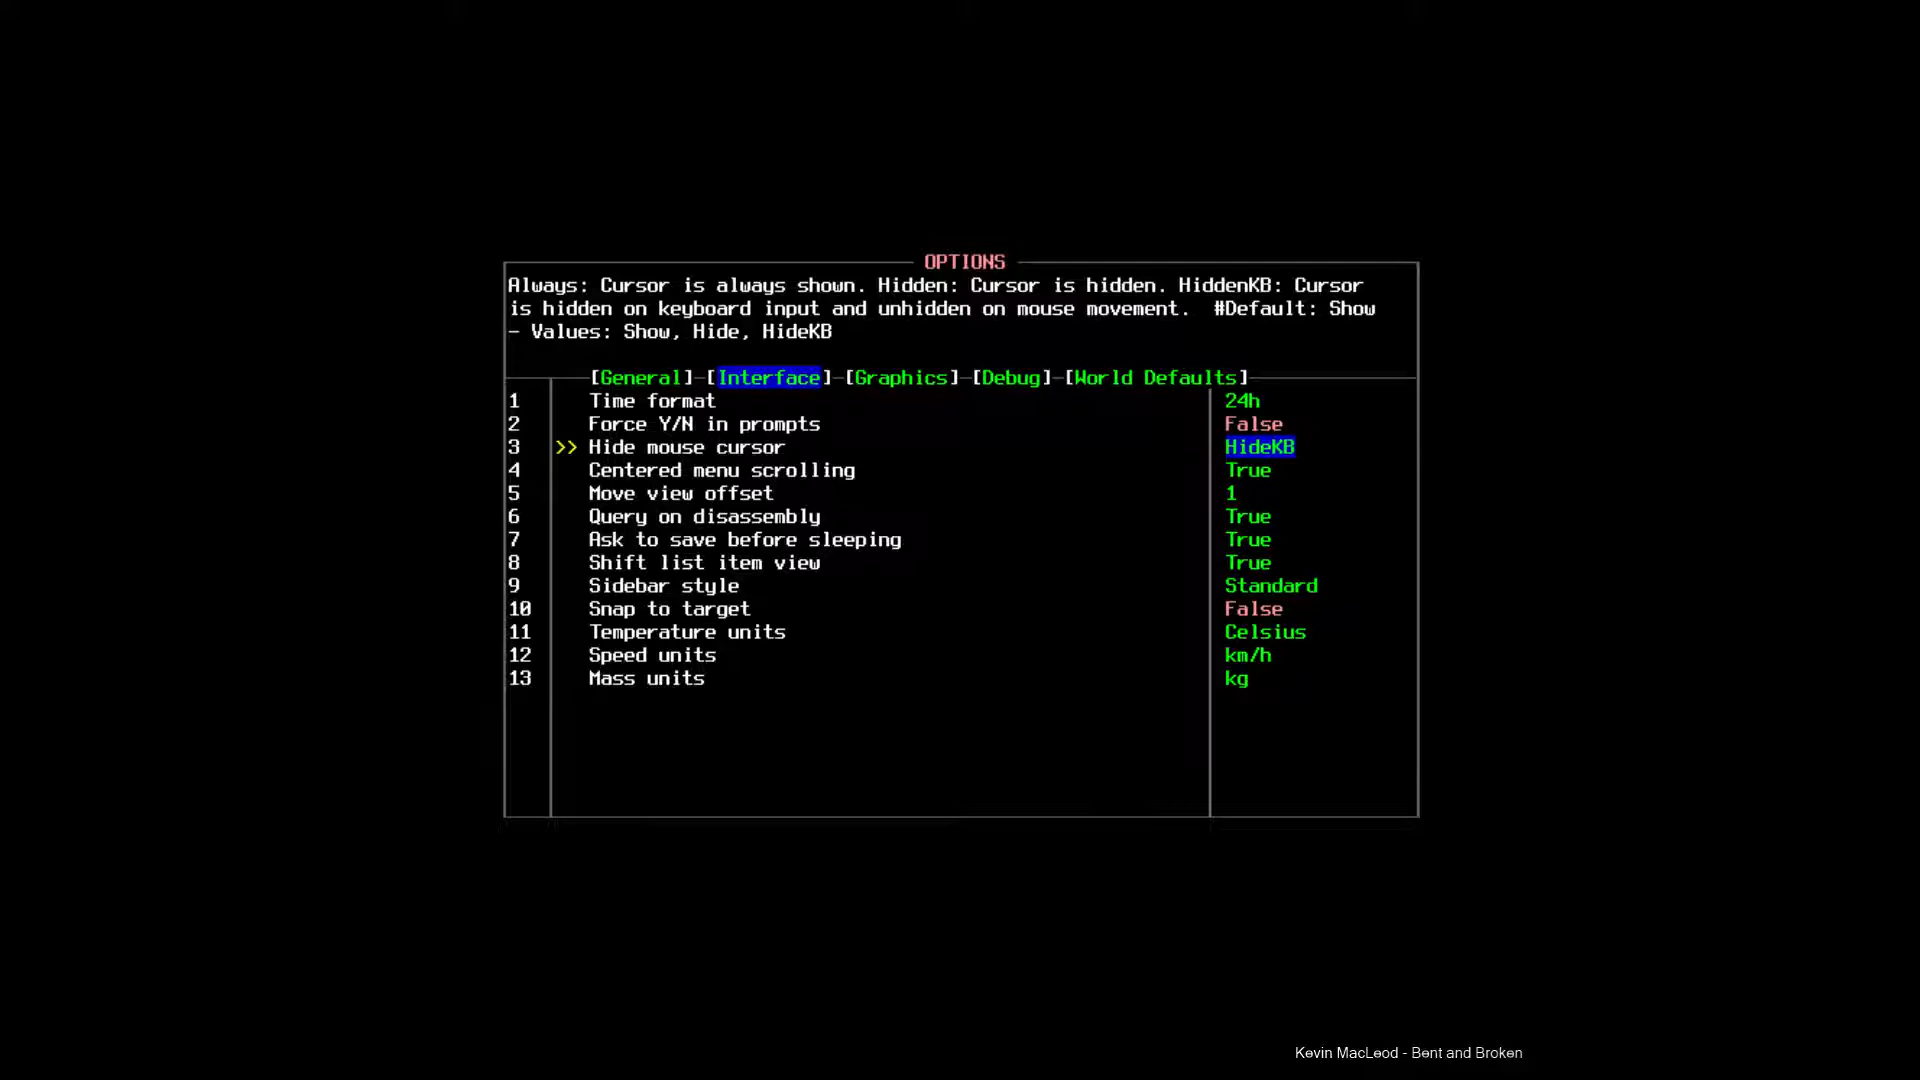 OPTIONS
Always: Cursor is always shown. Hidden: Cursor is hidden. HiddenKB: Cursor
is hidden on keyboard input and unhidden on mouse movement.  #Default: Show
- Values: Show, Hide, HideKB
[General]-[Interface]-[Graphics]-[Debug]-[World Defaults]
1 Time format 24h
2 Force Y/N in prompts False
3 >> Hide mouse cursor HideKB
4 Centered menu scrolling True
5 Move view offset 1
6 Query on disassembly True
7 Ask to save before sleeping True
8 Shift list item view True
9 Sidebar style Standard
10 Snap to target False
11 Temperature units Celsius
12 Speed units km/h
13 Mass units kg
Kevin MacLeod - Bent and Broken